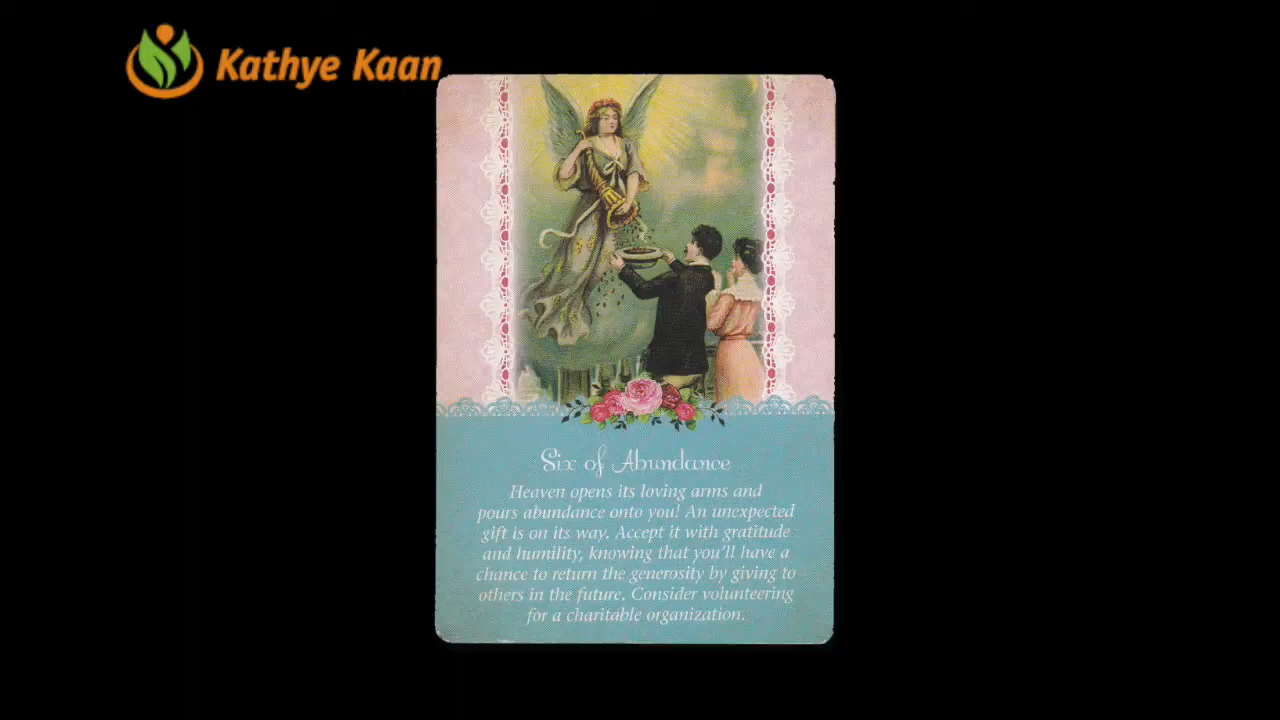 Kathye Kaan
Six of Abundance
Heaven opens its loving arms and
pours abundance onto you! An unexpected
gift is on its way. Accept it with gratitude
and humility, knowing that you'll have a
chance to return the generosity by giving to
others in the future. Consider volunteering
for a charitable organization.